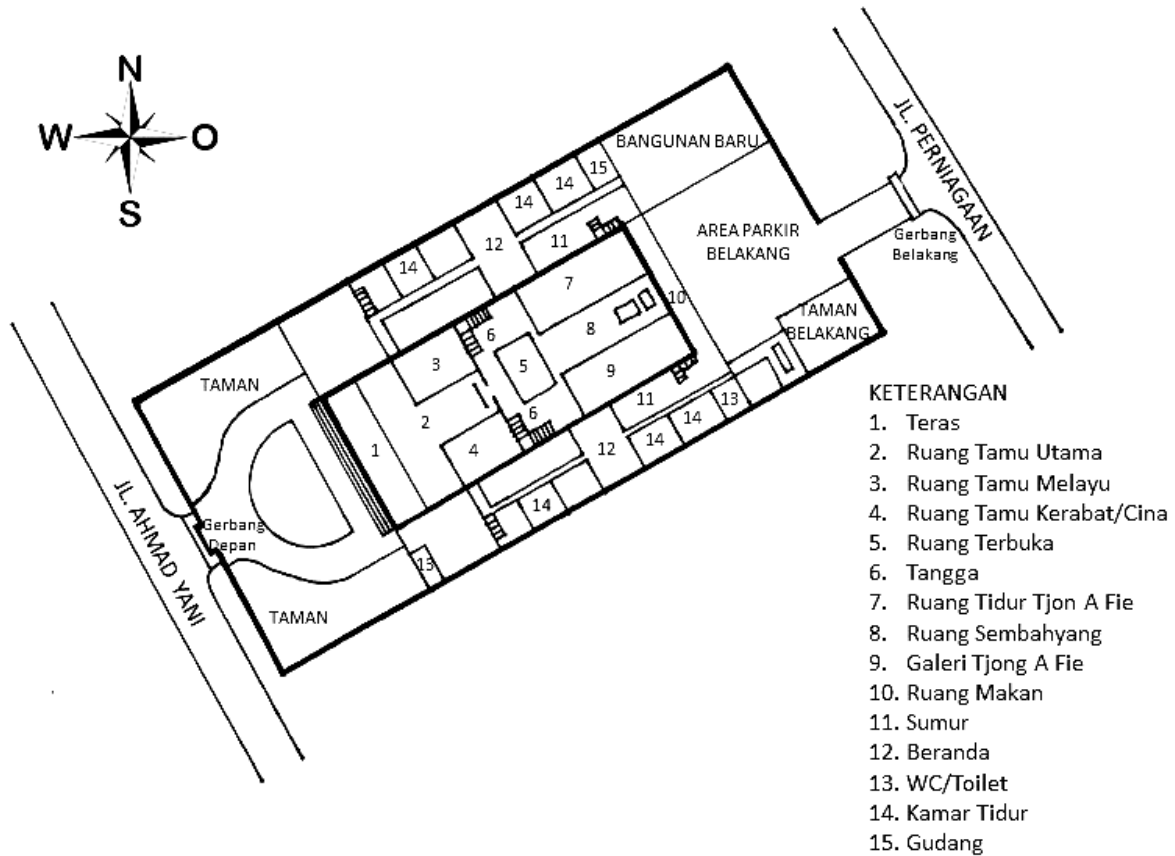 N
W O
S
JL. PERNIAGAAN
BANGUNAN BARU
15
14
14
AREA PARKIR
BELAKANG
Gerbang
Belakang
12
11
14
7
10
TAMAN
BELAKANG
8
6
5
3
9
TAMAN
2
6
11
13
14
14
1
4
12
14
JL. AHMAD YANI
Gerbang
Depan
13
TAMAN
KETERANGAN
1. Teras
2. Ruang Tamu Utama
3. Ruang Tamu Melayu
4. Ruang Tamu Kerabat/Cina
5. Ruang Terbuka
6. Tangga
7. Ruang Tidur Tjon A Fie
8. Ruang Sembahyang
9. Galeri Tjong A Fie
10. Ruang Makan
11. Sumur
12. Beranda
13. WC/Toilet
14. Kamar Tidur
15. Gudang